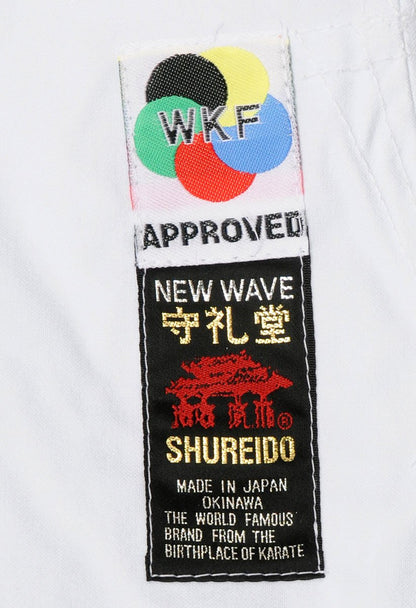 WKF
APPROVED
NEW WAVE
守礼堂
®
SHUREIDO
MADE IN JAPAN
OKINAWA
THE WORLD FAMOUS
BRAND FROM THE
BIRTHPLACE OF KARATE